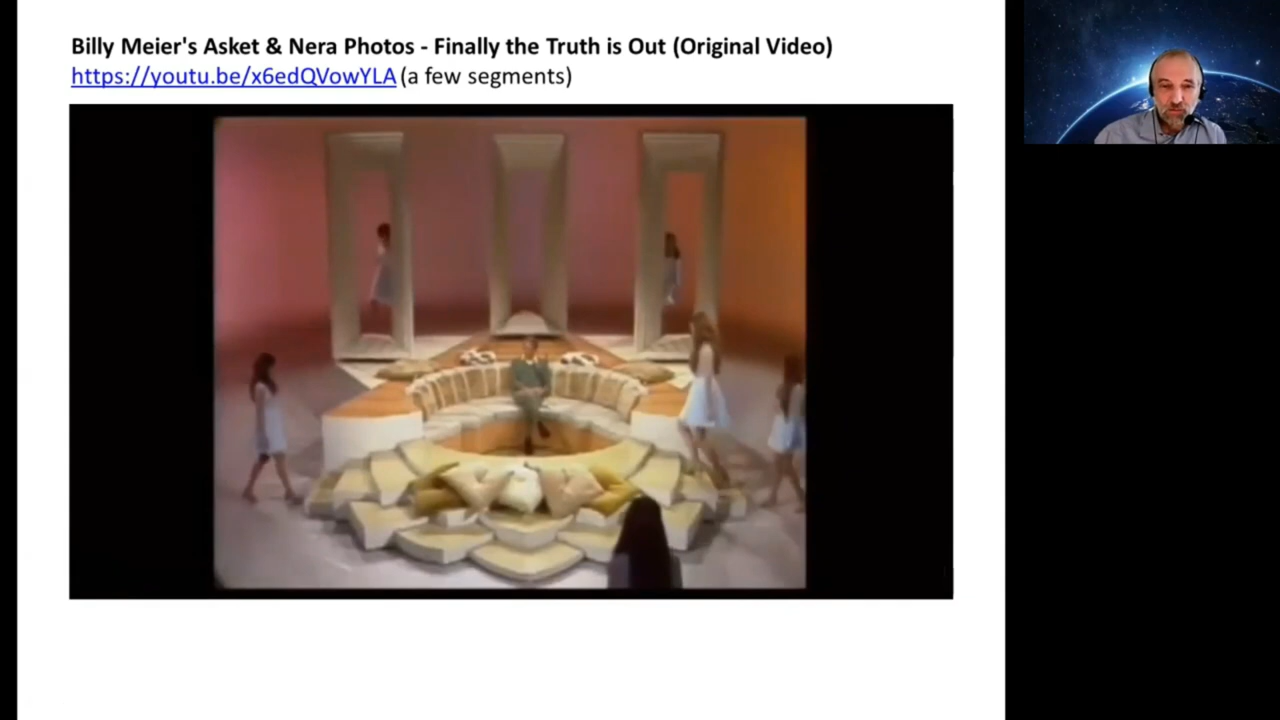 Billy Meier's Asket & Nera Photos - Finally the Truth is Out (Original Video)
https://youtu.be/x6edQVowYLA (a few segments)